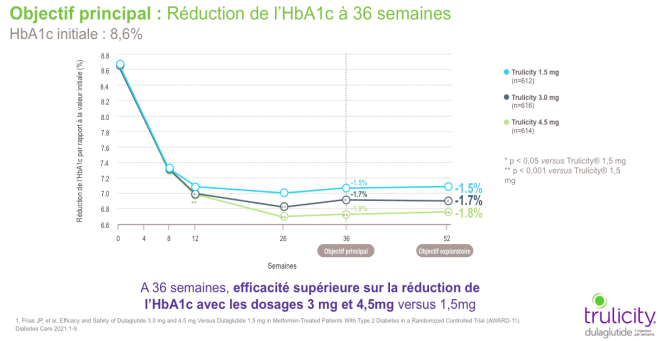 Objectif principal : Réduction de l'HbA1c à 36 semaines
HbA1c initiale : 8,6%
Réduction de l'HbA1c par rapport à la valeur initiale (%)
8.8
8.6
8.4
8.2
8.0
7.8
7.6
7.4
7.2
7.0
6.8
6.6
0
4
8
12
26
36
52
**
-1.5%
-1.7%
-1.5%
-1.7%
-1.8%
Objectif principal
Objectif exploratoire
Semaines
Trulicity 1.5 mg
(n=612)
Trulicity 3.0 mg
(n=616)
Trulicity 4.5 mg
(n=614)
* p < 0,05 versus Trulicity® 1,5 mg
** p < 0,001 versus Trulicity® 1,5
mg
A 36 semaines, efficacité supérieure sur la réduction de
l'HbA1c avec les dosages 3 mg et 4,5mg versus 1,5mg
1. Frias JP, et al. Efficacy and Safety of Dulaglutide 3.0 mg and 4.5 mg Versus Dulaglutide 1.5 mg in Metformin-Treated Patients With Type 2 Diabetes in a Randomized Controlled Trial (AWARD-11).
Diabetes Care 2021:1-9.
trulicity
dulaglutide
1 injection
par semaine